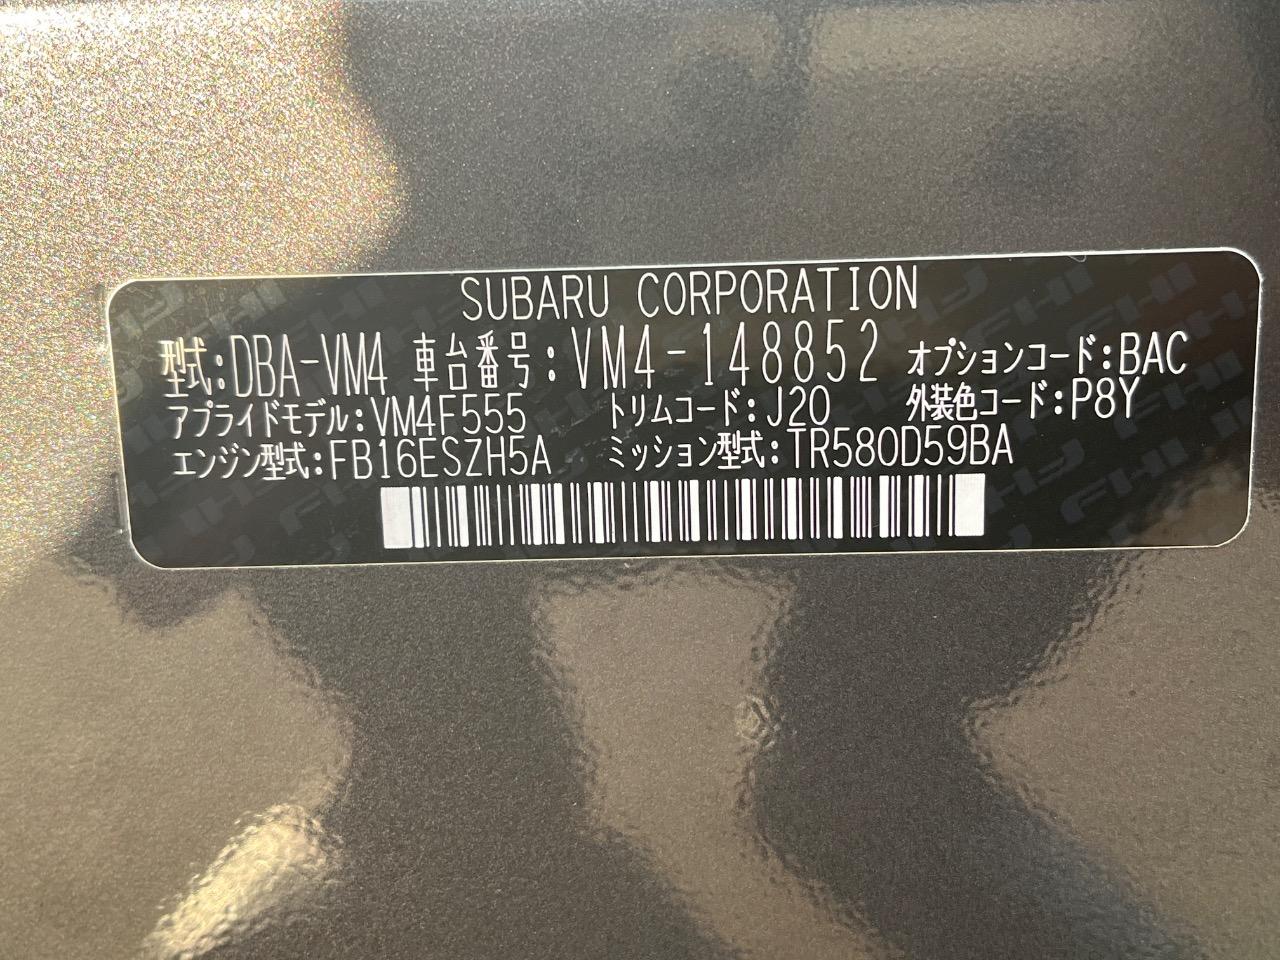 SUBARU CORPORATION
型式:DBA-VM4 車台番号:VM4-148852 オプションコード:BAC
アプライドモデル:VM4F555 トリムコード:J20 外装色コード:P8Y
エンジン型式:FB16ESZH5A ミッション型式:TR580D59BA